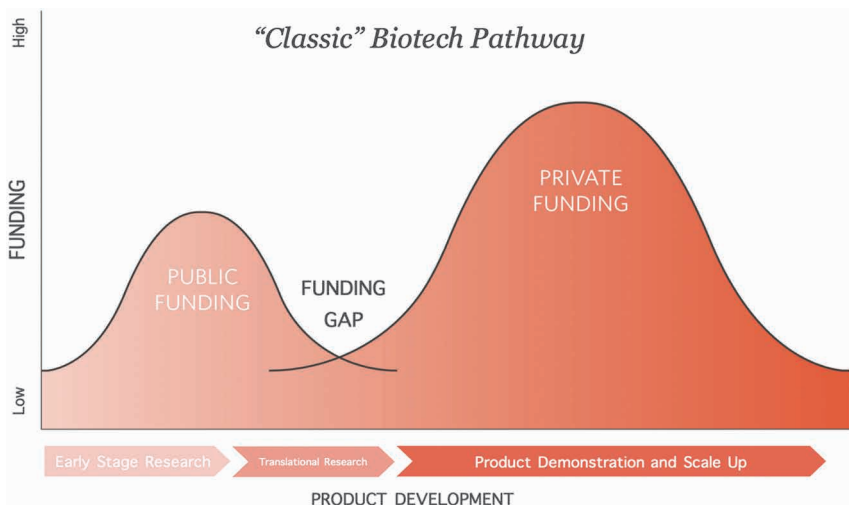 “Classic” Biotech Pathway
High
FUNDING
Low
PUBLIC
FUNDING
FUNDING
GAP
PRIVATE
FUNDING
Early Stage Research
Translational Research
Product Demonstration and Scale Up
PRODUCT DEVELOPMENT